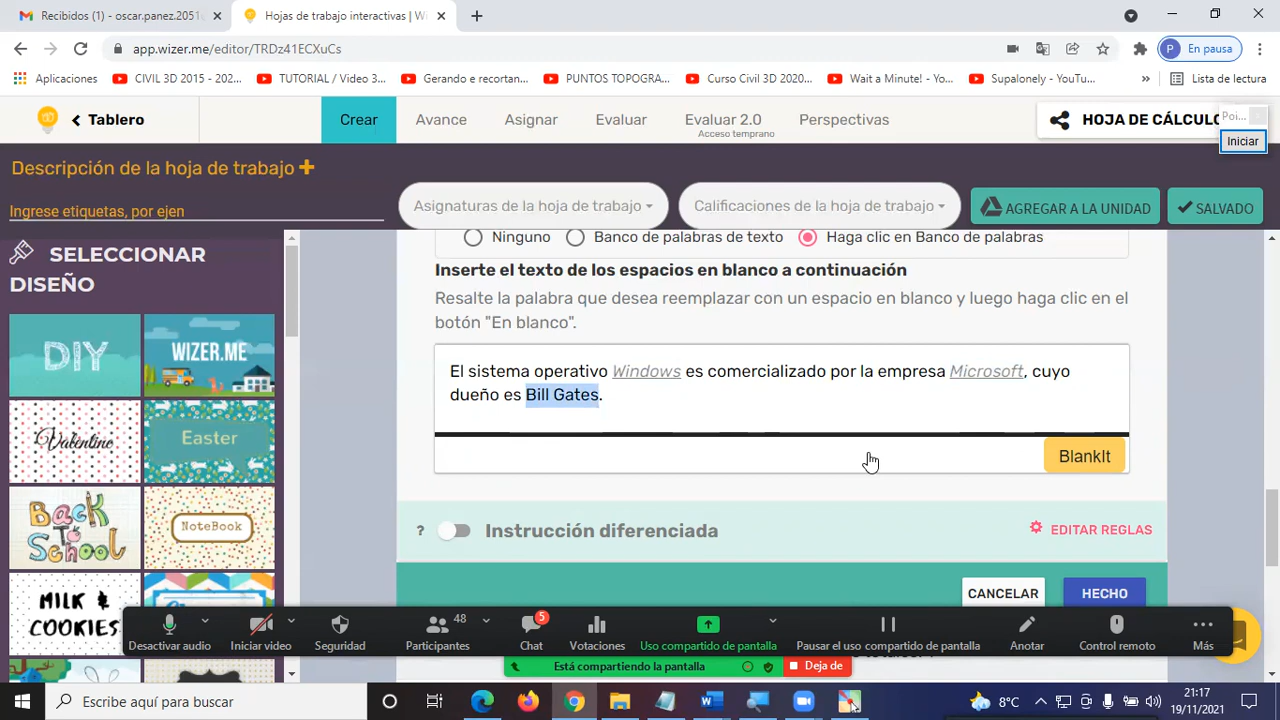 Recibidos (1) - oscar.panez.2051
Hojas de trabajo interactivas | W
app.wizer.me/editor/TRDz41ECXuCs
En pausa
Aplicaciones
CIVIL 3D 2015 - 202...
TUTORIAL / Video 3...
Gerando e recortan...
PUNTOS TOPOGRA...
Curso Civil 3D 2020...
Wait a Minute! - Yo...
Supalonely - YouTu...
Lista de lectura
Tablero
Crear
Avance
Asignar
Evaluar
Evaluar 2.0
Acceso temprano
Perspectivas
HOJA DE CÁLCULO
Poi...
Iniciar
Descripción de la hoja de trabajo +
Ingrese etiquetas, por ejen
Asignaturas de la hoja de trabajo
Calificaciones de la hoja de trabajo
AGREGAR A LA UNIDAD
SALVADO
SELECCIONAR
DISEÑO
DIY
WIZER.ME
Valentine
Easter
Back
To
School
NoteBook
MILK &
COOKIES
Ninguno
Banco de palabras de texto
Haga clic en Banco de palabras
Inserte el texto de los espacios en blanco a continuación
Resalte la palabra que desea reemplazar con un espacio en blanco y luego haga clic en el
botón "En blanco".
El sistema operativo Windows es comercializado por la empresa Microsoft, cuyo
dueño es Bill Gates.
BlankIt
? Instrucción diferenciada
EDITAR REGLAS
CANCELAR
HECHO
Desactivar audio
Iniciar video
Seguridad
48
Participantes
5
Chat
Votaciones
Uso compartido de pantalla
Pausar el uso compartido de pantalla
Anotar
Control remoto
Más
Está compartiendo la pantalla
Deja de
Escribe aquí para buscar
8°C
21:17
19/11/2021